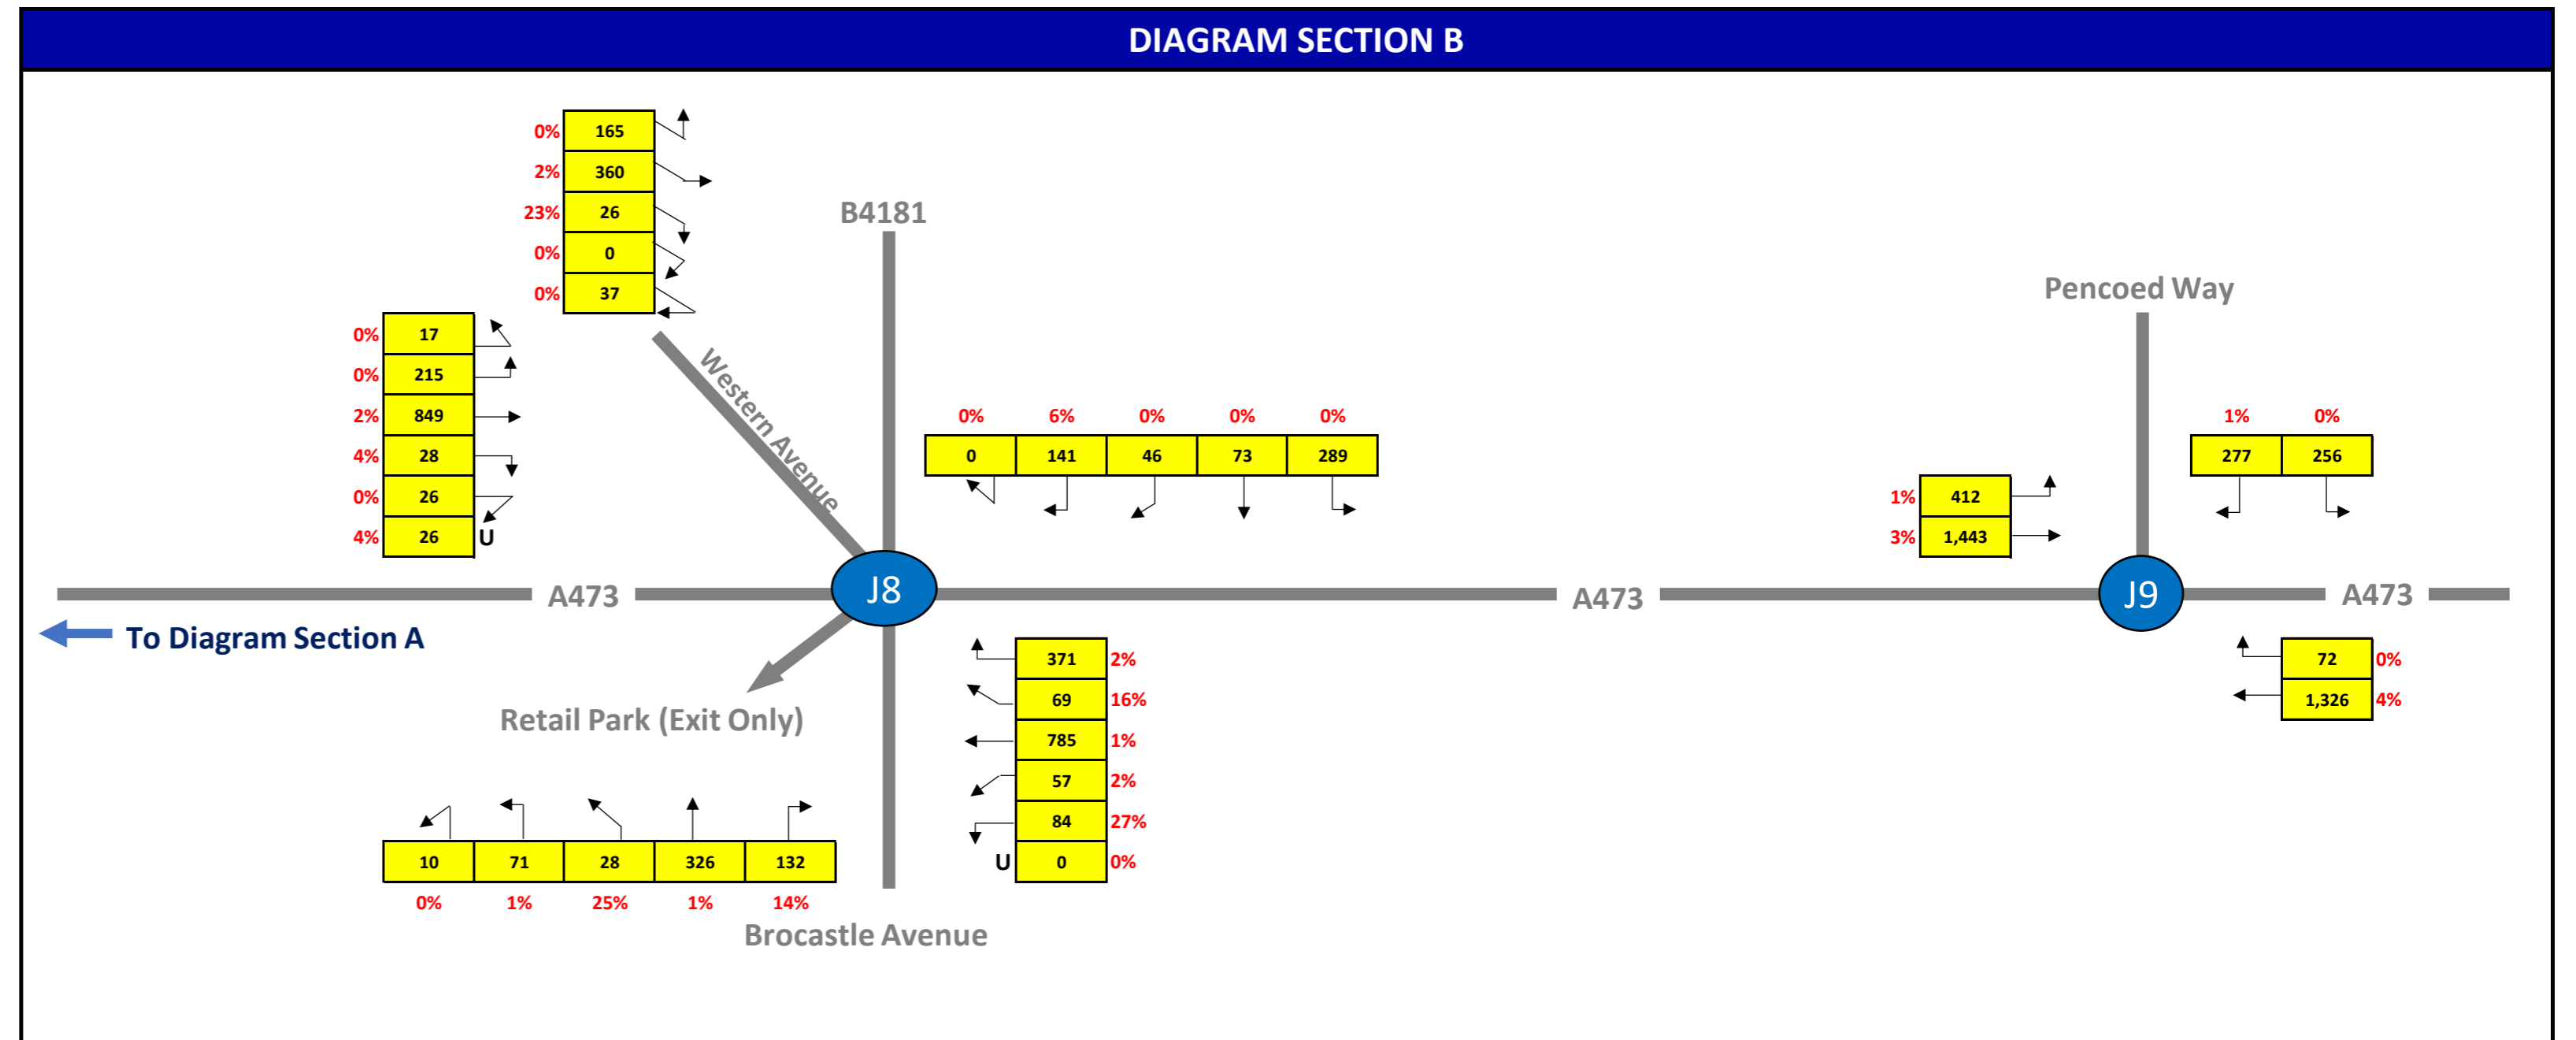 DIAGRAM SECTION B
0% 165
2% 360
23% 26
0% 0
0% 37
B4181
Western Avenue
0% 17
0% 215
2% 849
4% 28
0% 26
4% 26 U
0% 6% 0% 0% 0%
0 141 46 73 289
Pencoed Way
1% 0%
277 256
1% 412
3% 1,443
A473
J8
A473
J9
A473
To Diagram Section A
Retail Park (Exit Only)
371 2%
69 16%
785 1%
57 2%
84 27%
U 0 0%
72 0%
1,326 4%
10 71 28 326 132
0% 1% 25% 1% 14%
Brocastle Avenue